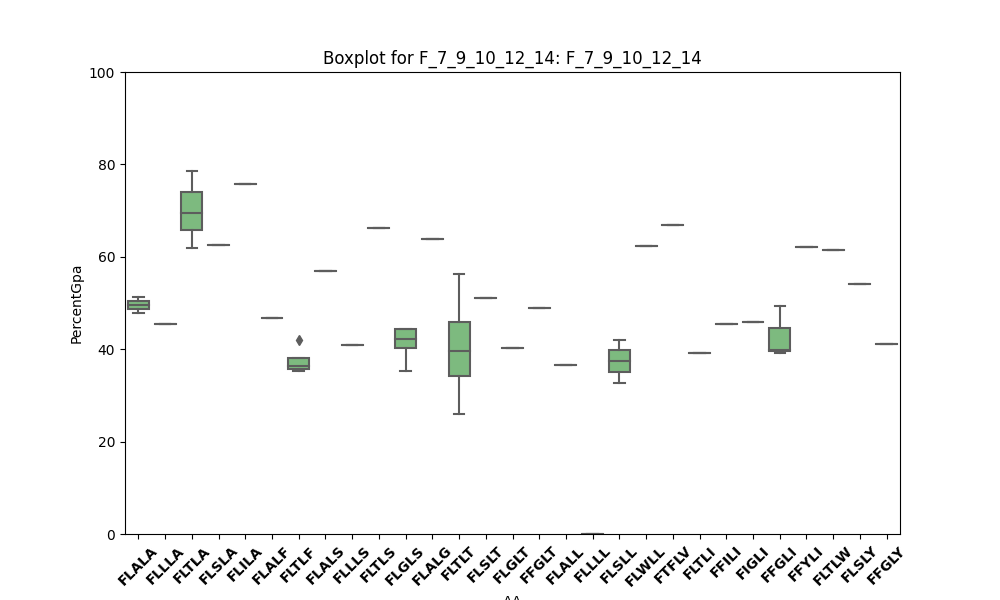 Boxplot for F_7_9_10_12_14: F_7_9_10_12_14
PercentGpa
100
80
60
40
20
0
FLALA FLLLA FLTLA FLSLA FLILA FLALF FLTLF FLALS FLLLS FLTLS FLGLS FLALG FLTLT FLSLT FLGLT FFGLT FLALL FLLLL FLSLL FLWLL FTFLV FLTLI FFILI FIGLI FFGLI FFYLI FLTLW FLSLY FFGLY
AA